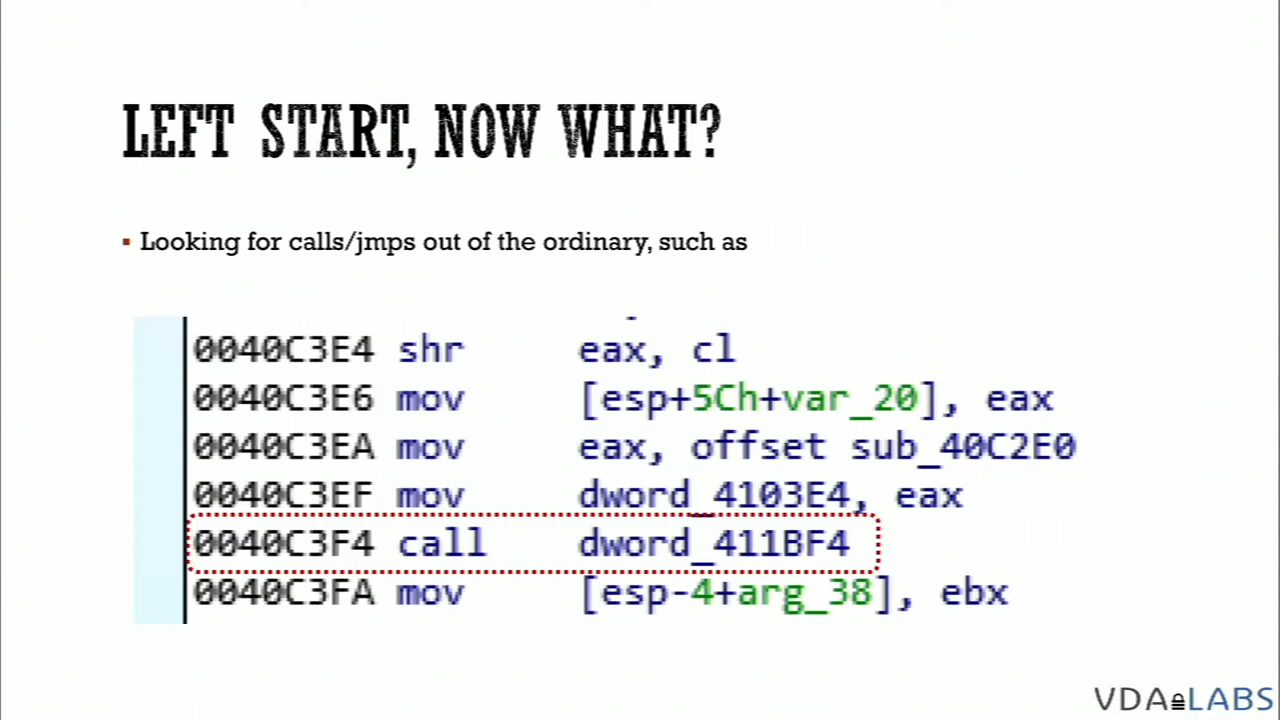 LEFT START, NOW WHAT?
▪ Looking for calls/jmps out of the ordinary, such as
0040C3E4 shr eax, cl
0040C3E6 mov [esp+5Ch+var_20], eax
0040C3EA mov eax, offset sub_40C2E0
0040C3EF mov dword_4103E4, eax
0040C3F4 call dword_411BF4
0040C3FA mov [esp-4+arg_38], ebx
VDA LABS